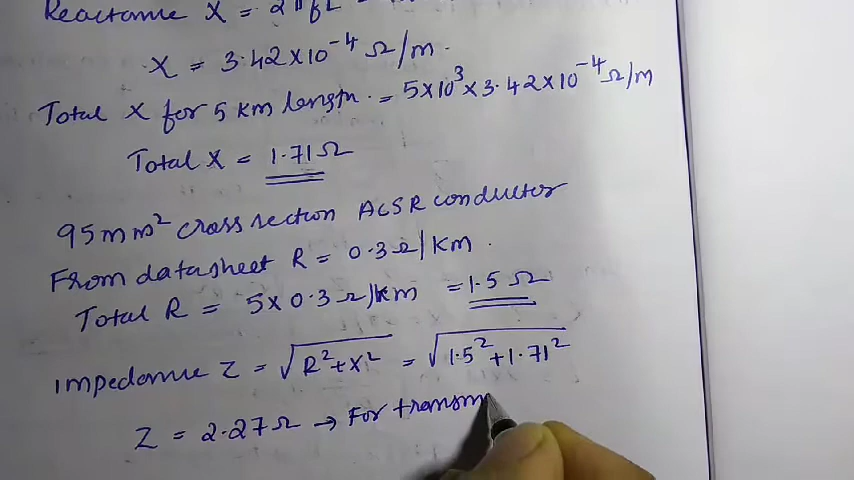 Reactance X = 2πfL
X = 3.42×10⁻⁴ Ω/m.
Total X for 5 km length. = 5×10³×3.42×10⁻⁴Ω/m
Total X = 1.71Ω
95mm² cross section ACSR conductor
From datasheet R = 0.3Ω/km.
Total R = 5×0.3Ω/km = 1.5 Ω
Impedance Z = √R²+X² = √1.5²+1.71²
Z = 2.27Ω → For transm